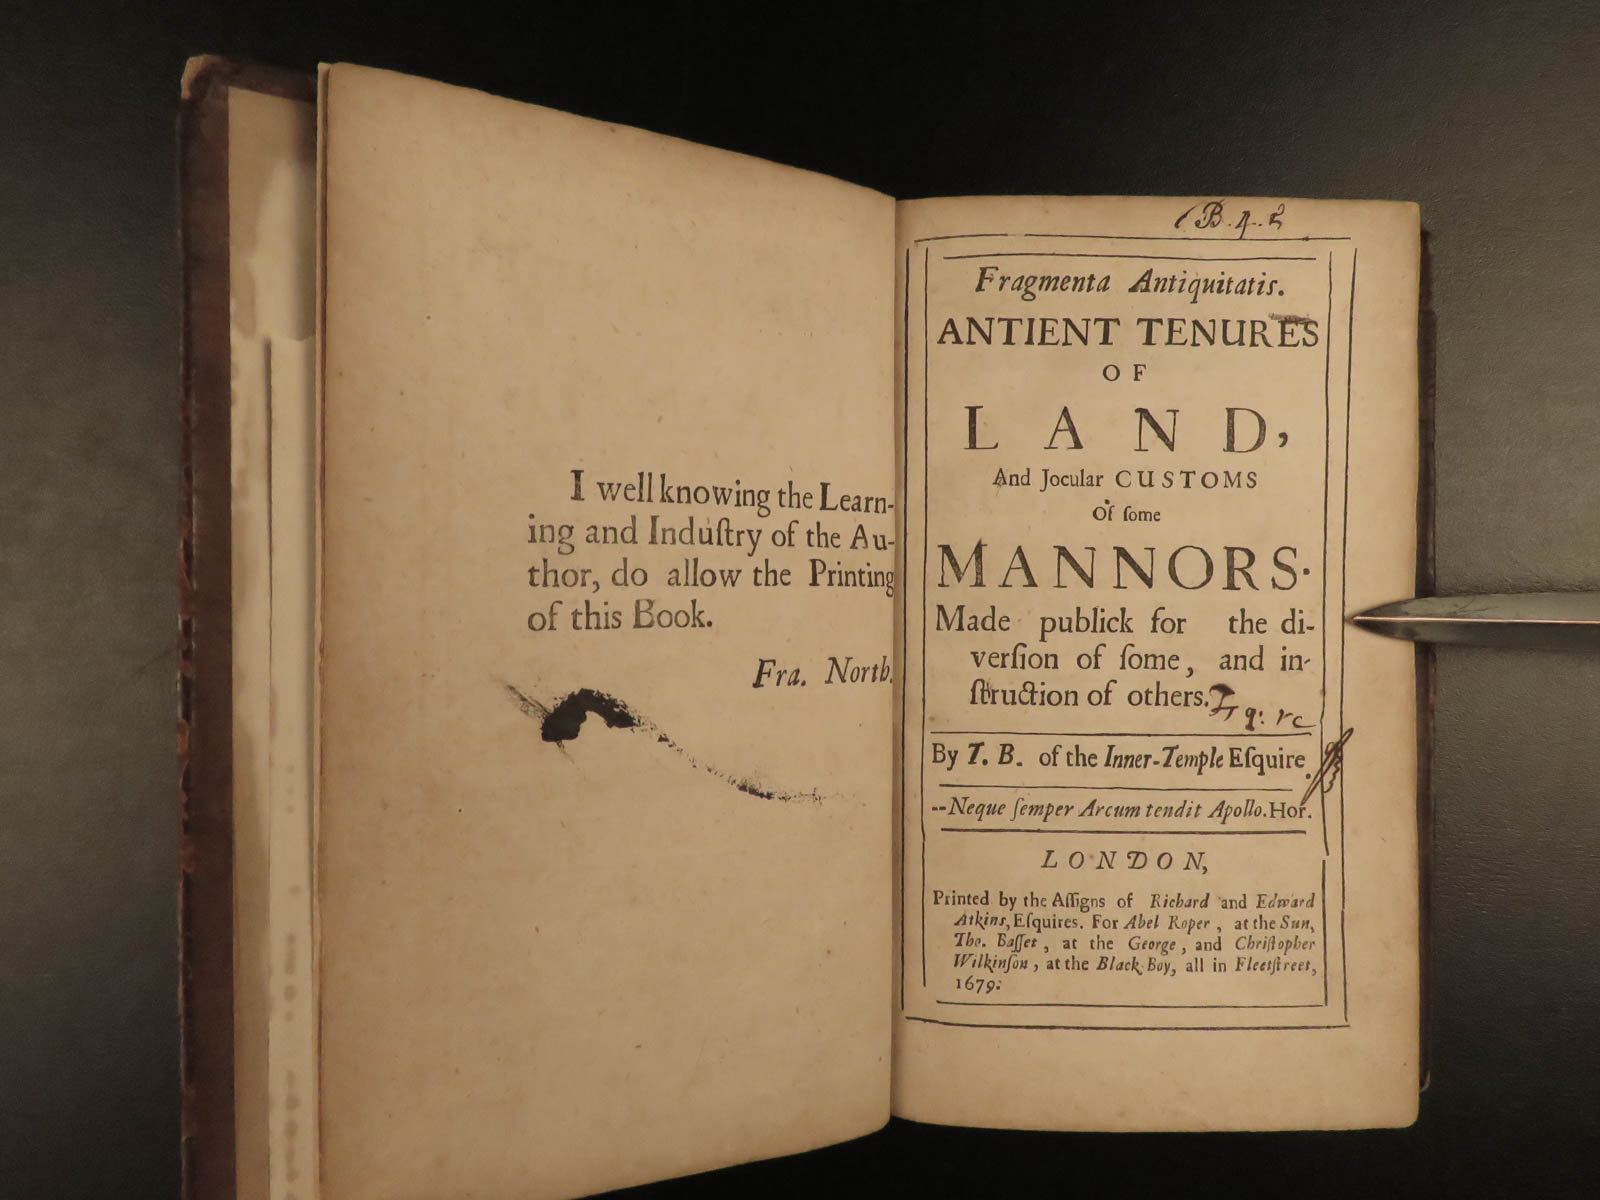 I well knowing the Learn-
ing and Induſtry of the Au-
thor, do allow the Printing
of this Book.
Fra. North.
B. 4. 2
Fragmenta Antiquitatis.
ANTIENT TENURES
OF
LAND,
And Jocular CUSTOMS
Of ſome
MANNORS.
Made publick for the di-
verſion of ſome, and in-
ſtruction of others.
By T. B. of the Inner-Temple Eſquire.
--Neque ſemper Arcum tendit Apollo. Hor.
LONDON,
Printed by the Aſſigns of Richard and Edward
Atkins, Eſquires. For Abel Roper, at the Sun,
Tho. Baſſet, at the George, and Chriſtopher
Wilkinſon, at the Black Boy, all in Fleetſtreet,
1679.